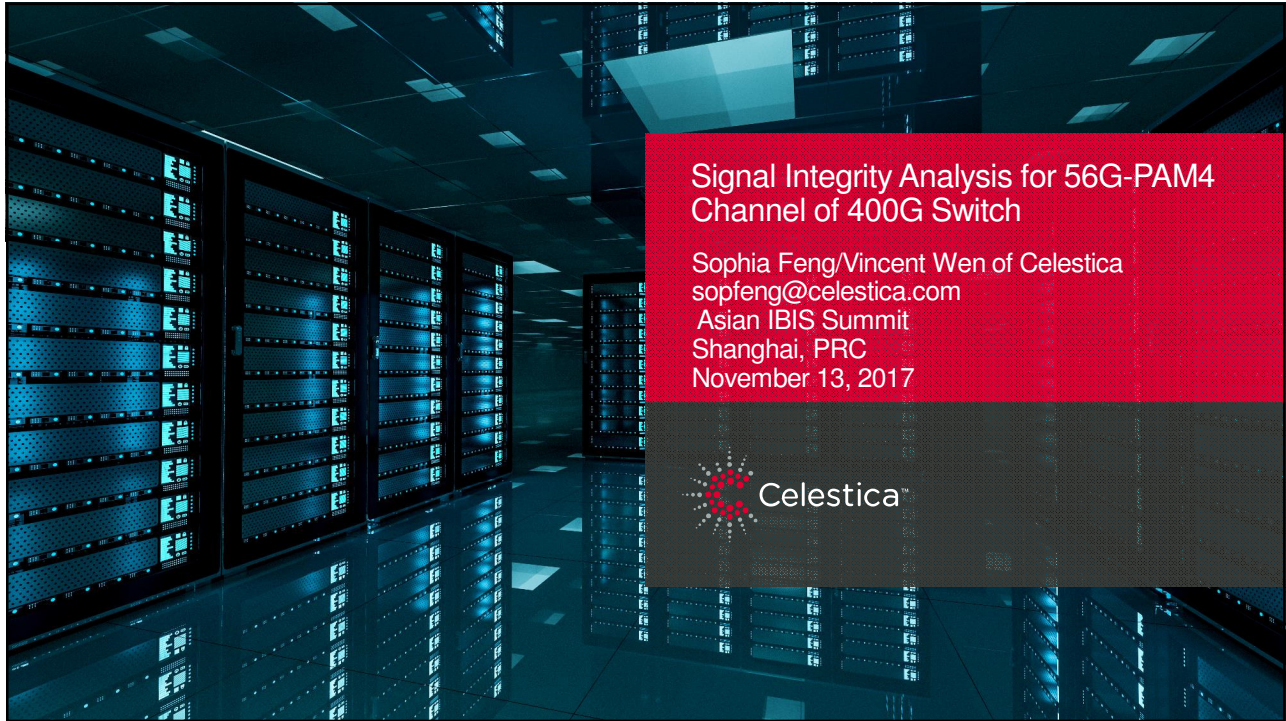 Signal Integrity Analysis for 56G-PAM4
Channel of 400G Switch
Sophia Feng/Vincent Wen of Celestica
sopfeng@celestica.com
Asian IBIS Summit
Shanghai, PRC
November 13, 2017
Celestica™